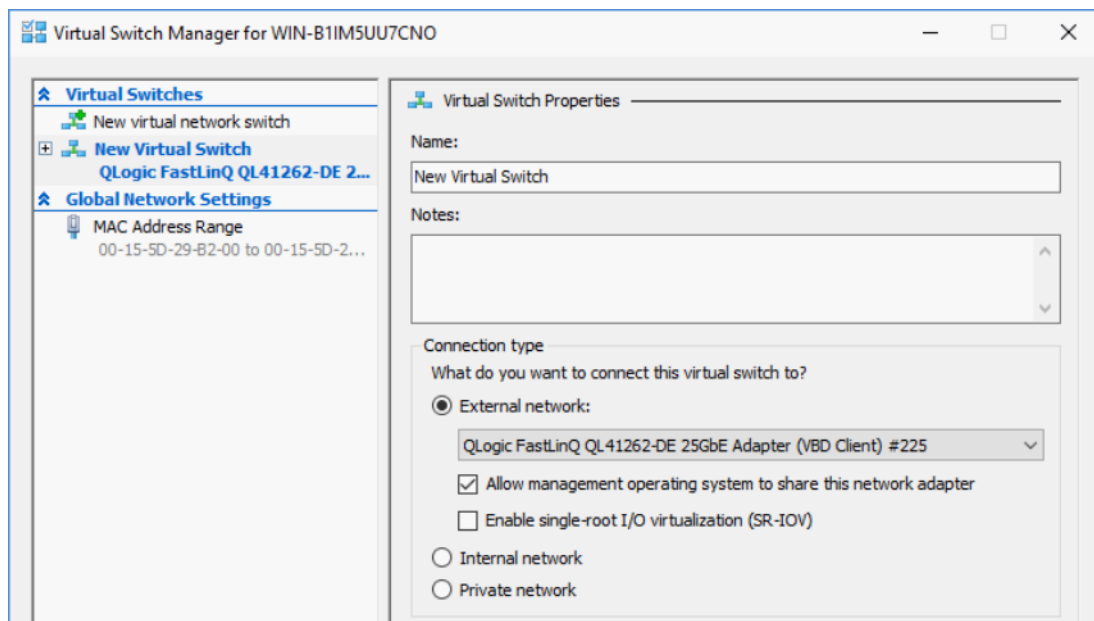 Virtual Switch Manager for WIN-B1IM5UU7CNO
Virtual Switches
New virtual network switch
New Virtual Switch
QLogic FastLinQ QL41262-DE 2...
Global Network Settings
MAC Address Range
00-15-5D-29-B2-00 to 00-15-5D-2...
Virtual Switch Properties
Name:
New Virtual Switch
Notes:
Connection type
What do you want to connect this virtual switch to?
External network:
QLogic FastLinQ QL41262-DE 25GbE Adapter (VBD Client) #225
Allow management operating system to share this network adapter
Enable single-root I/O virtualization (SR-IOV)
Internal network
Private network